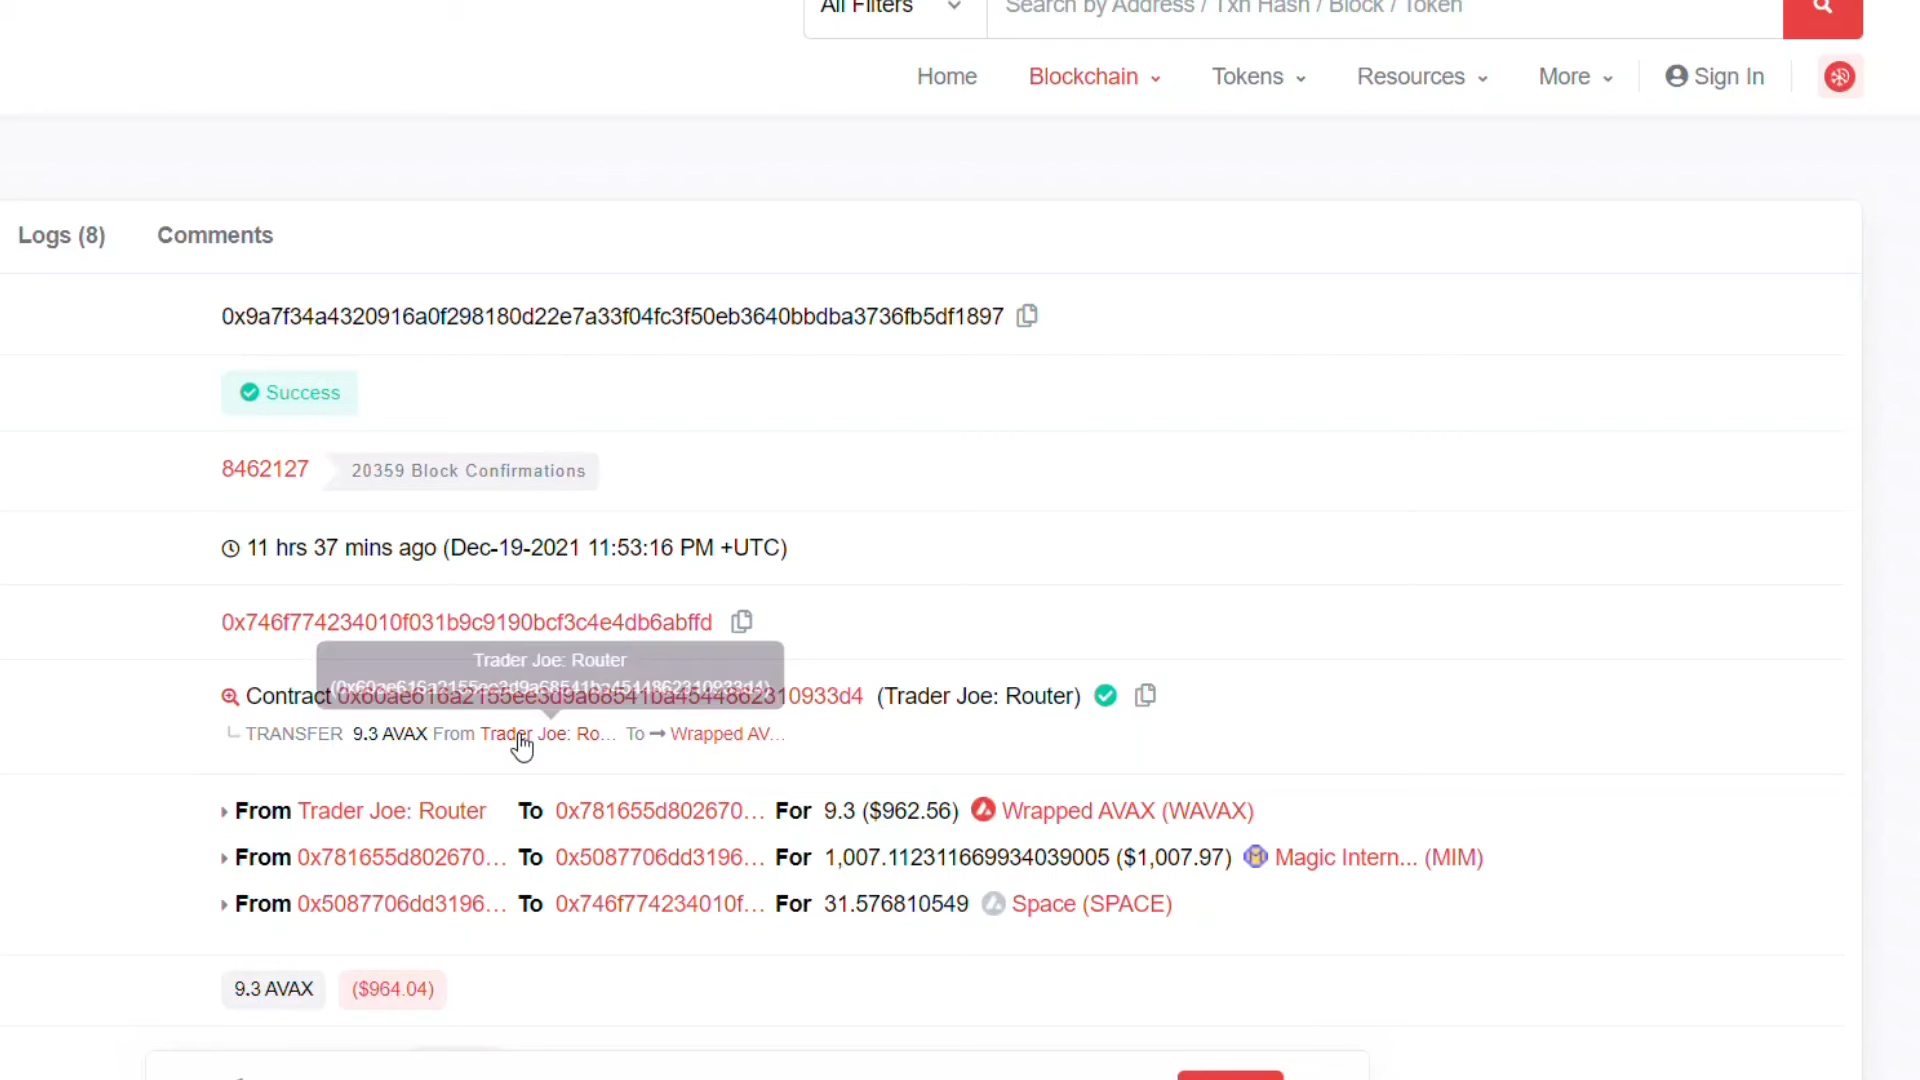 All Filters Search by Address / Txn Hash / Block / Token
Home Blockchain Tokens Resources More Sign In
Logs (8) Comments
0x9a7f34a4320916a0f298180d22e7a33f04fc3f50eb3640bbdba3736fb5df1897
Success
8462127 20359 Block Confirmations
11 hrs 37 mins ago (Dec-19-2021 11:53:16 PM +UTC)
0x746f774234010f031b9c9190bcf3c4e4db6abffd
Trader Joe: Router
(0x60ae616a2155ee3d9a68541ba4544862310933d4)
Contract 0x60ae616a2155ee3d9a68541ba4544862310933d4 (Trader Joe: Router)
TRANSFER 9.3 AVAX From Trader Joe: Ro... To Wrapped AV...
From Trader Joe: Router To 0x781655d802670... For 9.3 ($962.56) Wrapped AVAX (WAVAX)
From 0x781655d802670... To 0x5087706dd3196... For 1,007.112311669934039005 ($1,007.97) Magic Intern... (MIM)
From 0x5087706dd3196... To 0x746f774234010f... For 31.576810549 Space (SPACE)
9.3 AVAX ($964.04)